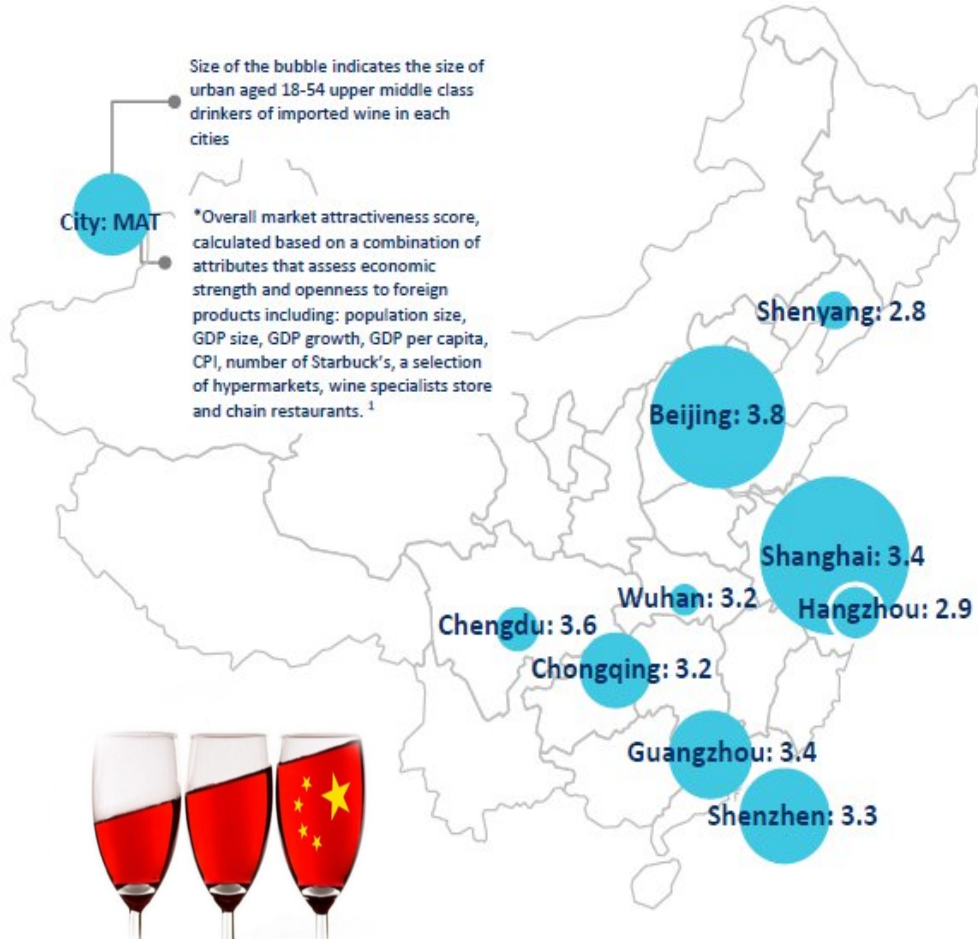 Size of the bubble indicates the size of
urban aged 18-54 upper middle class
drinkers of imported wine in each
cities
City: MAT
*Overall market attractiveness score,
calculated based on a combination of
attributes that assess economic
strength and openness to foreign
products including: population size,
GDP size, GDP growth, GDP per capita,
CPI, number of Starbuck's, a selection
of hypermarkets, wine specialists store
and chain restaurants. 1
Shenyang: 2.8
Beijing: 3.8
Shanghai: 3.4
Wuhan: 3.2
Hangzhou: 2.9
Chengdu: 3.6
Chongqing: 3.2
Guangzhou: 3.4
Shenzhen: 3.3